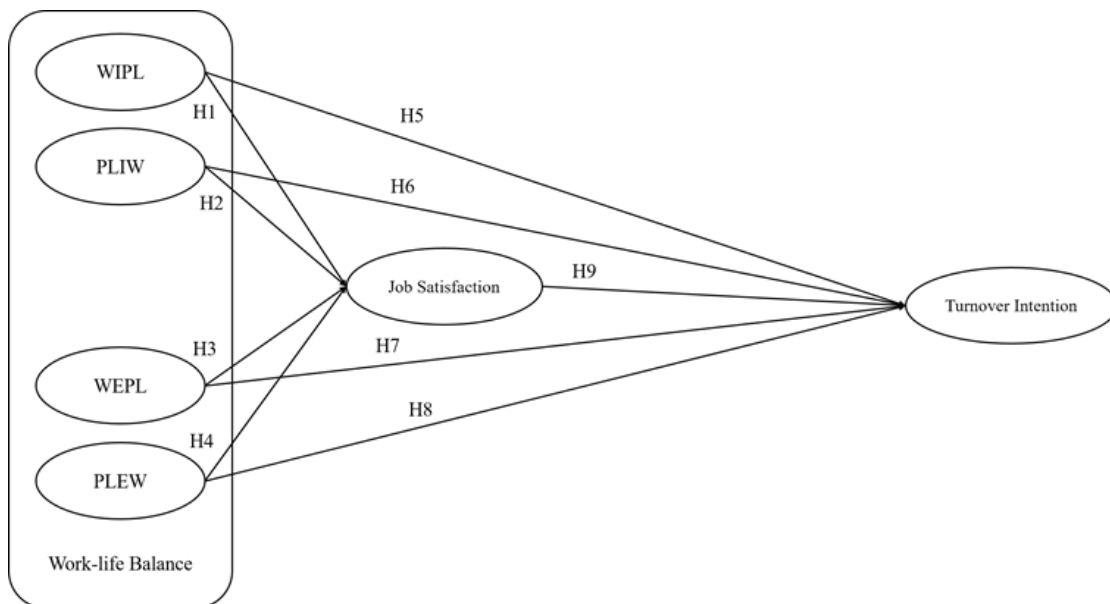 WIPL
H1
H5
PLIW
H6
H2
H9
Job Satisfaction
Turnover Intention
H3
H7
WEPL
H8
H4
PLEW
Work-life Balance